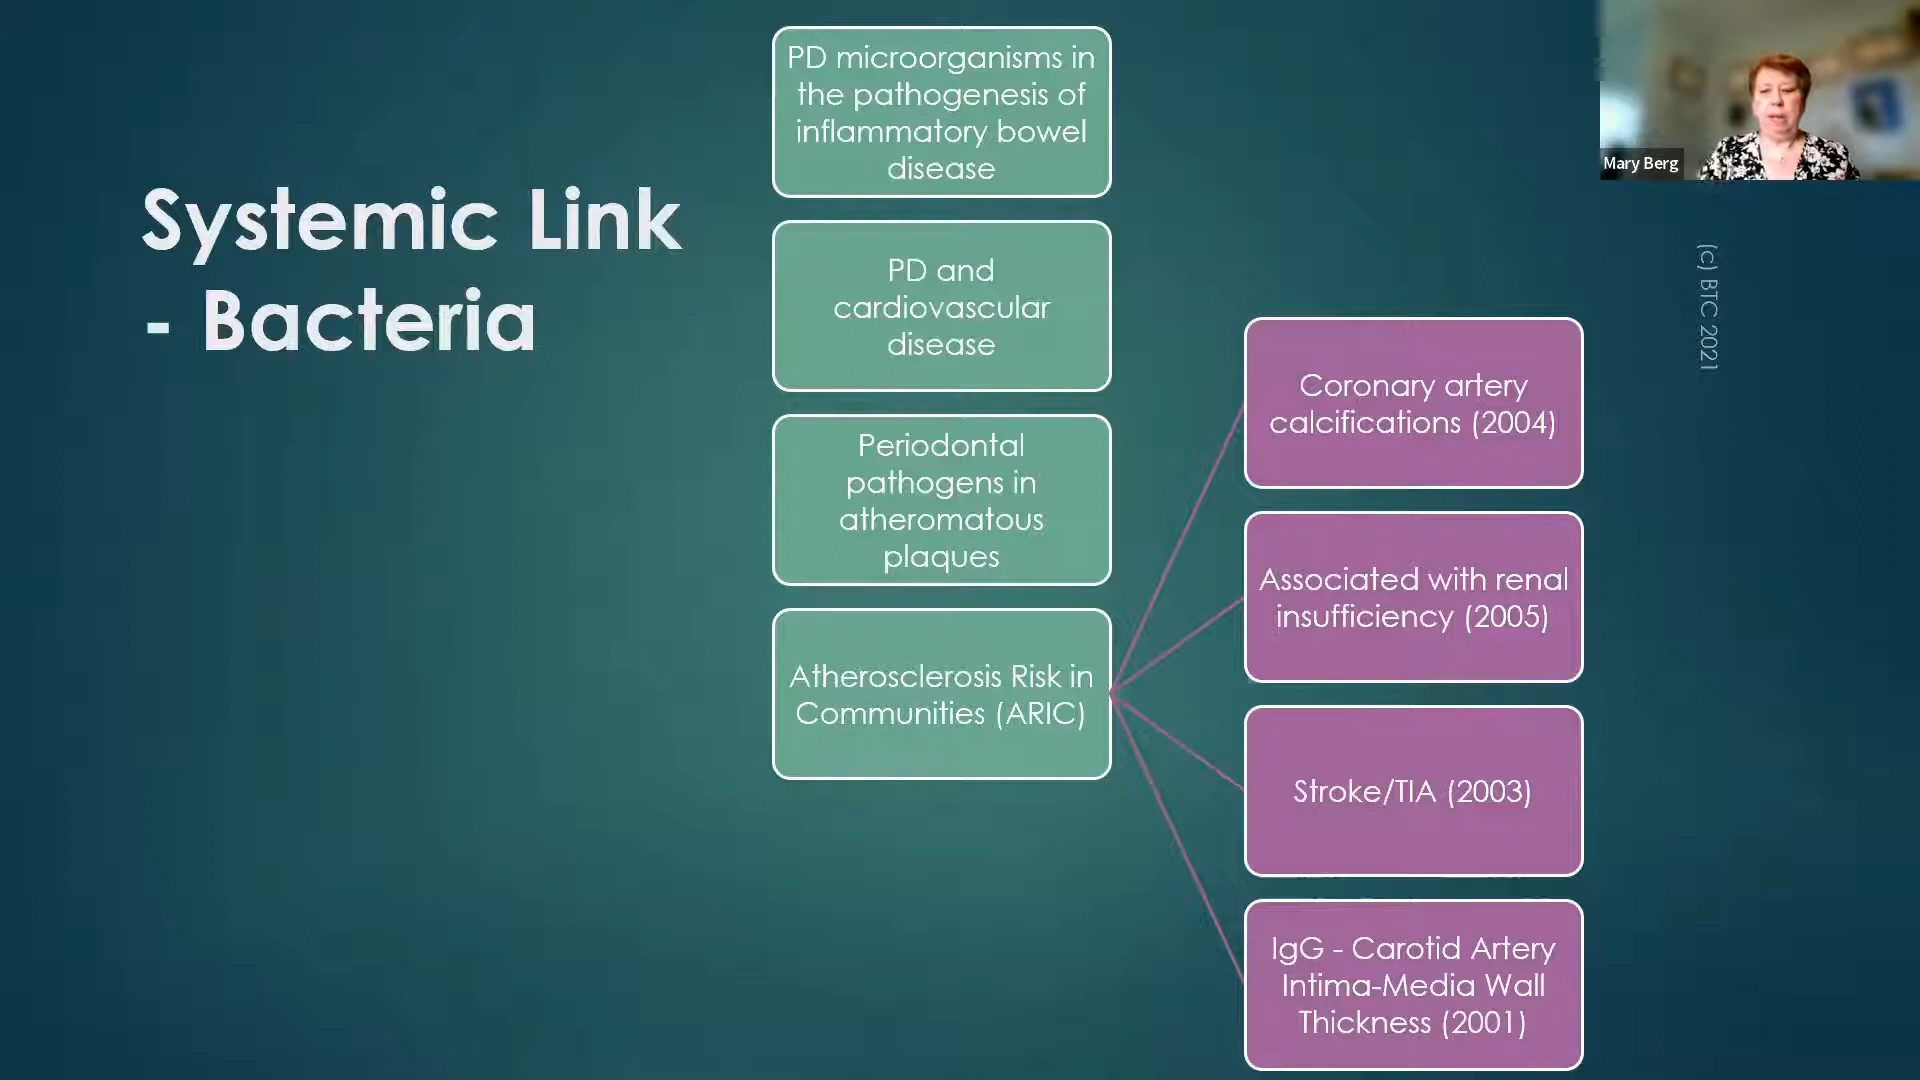 Systemic Link
- Bacteria
PD microorganisms in
the pathogenesis of
inflammatory bowel
disease
PD and
cardiovascular
disease
Periodontal
pathogens in
atheromatous
plaques
Atherosclerosis Risk in
Communities (ARIC)
Coronary artery
calcifications (2004)
Associated with renal
insufficiency (2005)
Stroke/TIA (2003)
IgG - Carotid Artery
Intima-Media Wall
Thickness (2001)
Mary Berg
(c) BTC 2021